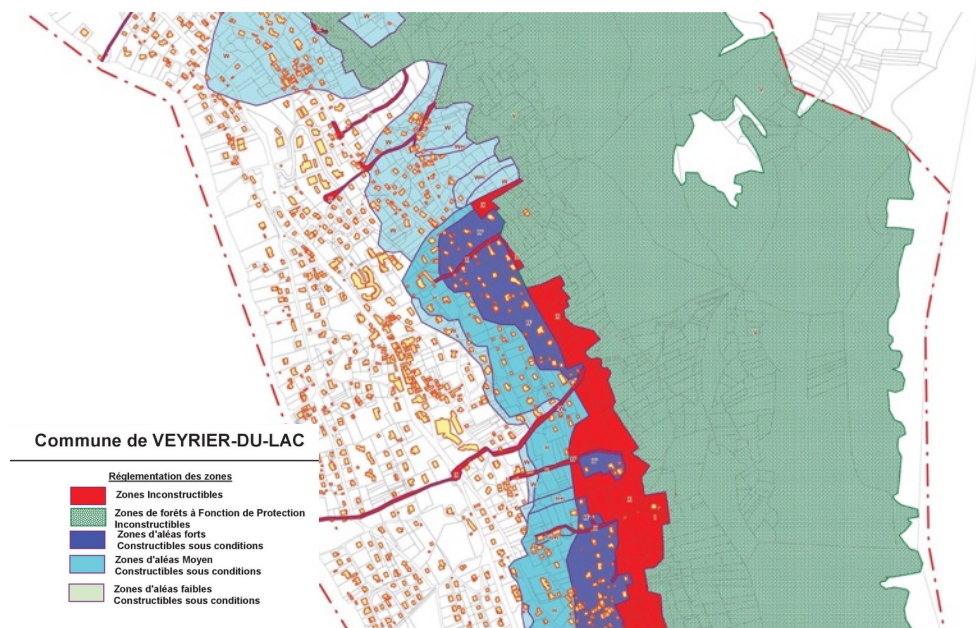 Commune de VEYRIER-DU-LAC
Réglementation des zones
Zones Inconstructibles
Zones de forêts à Fonction de Protection
Inconstructibles
Zones d'aléas forts
Constructibles sous conditions
Zones d'aléas Moyen
Constructibles sous conditions
Zones d'aléas faibles
Constructibles sous conditions